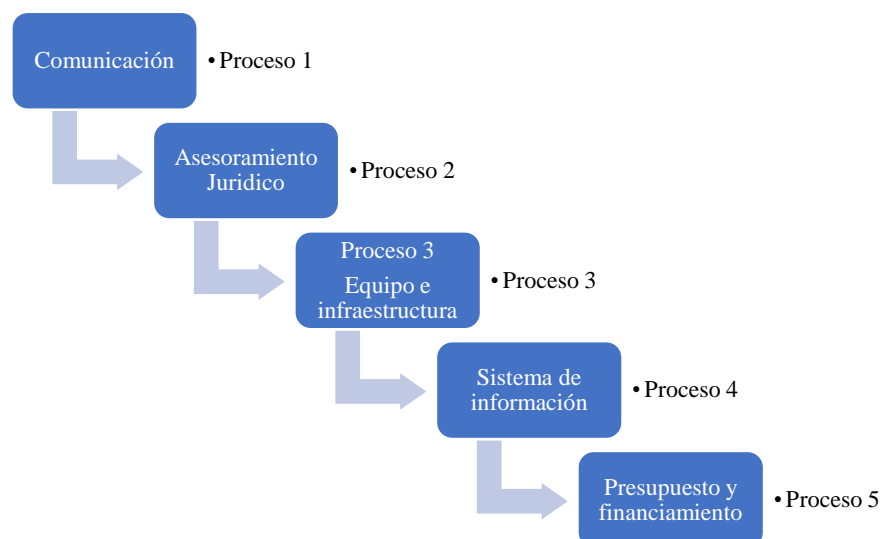 Comunicación
• Proceso 1
Asesoramiento
Juridico
• Proceso 2
Proceso 3
Equipo e
infraestructura
• Proceso 3
Sistema de
información
• Proceso 4
Presupuesto y
financiamiento
• Proceso 5